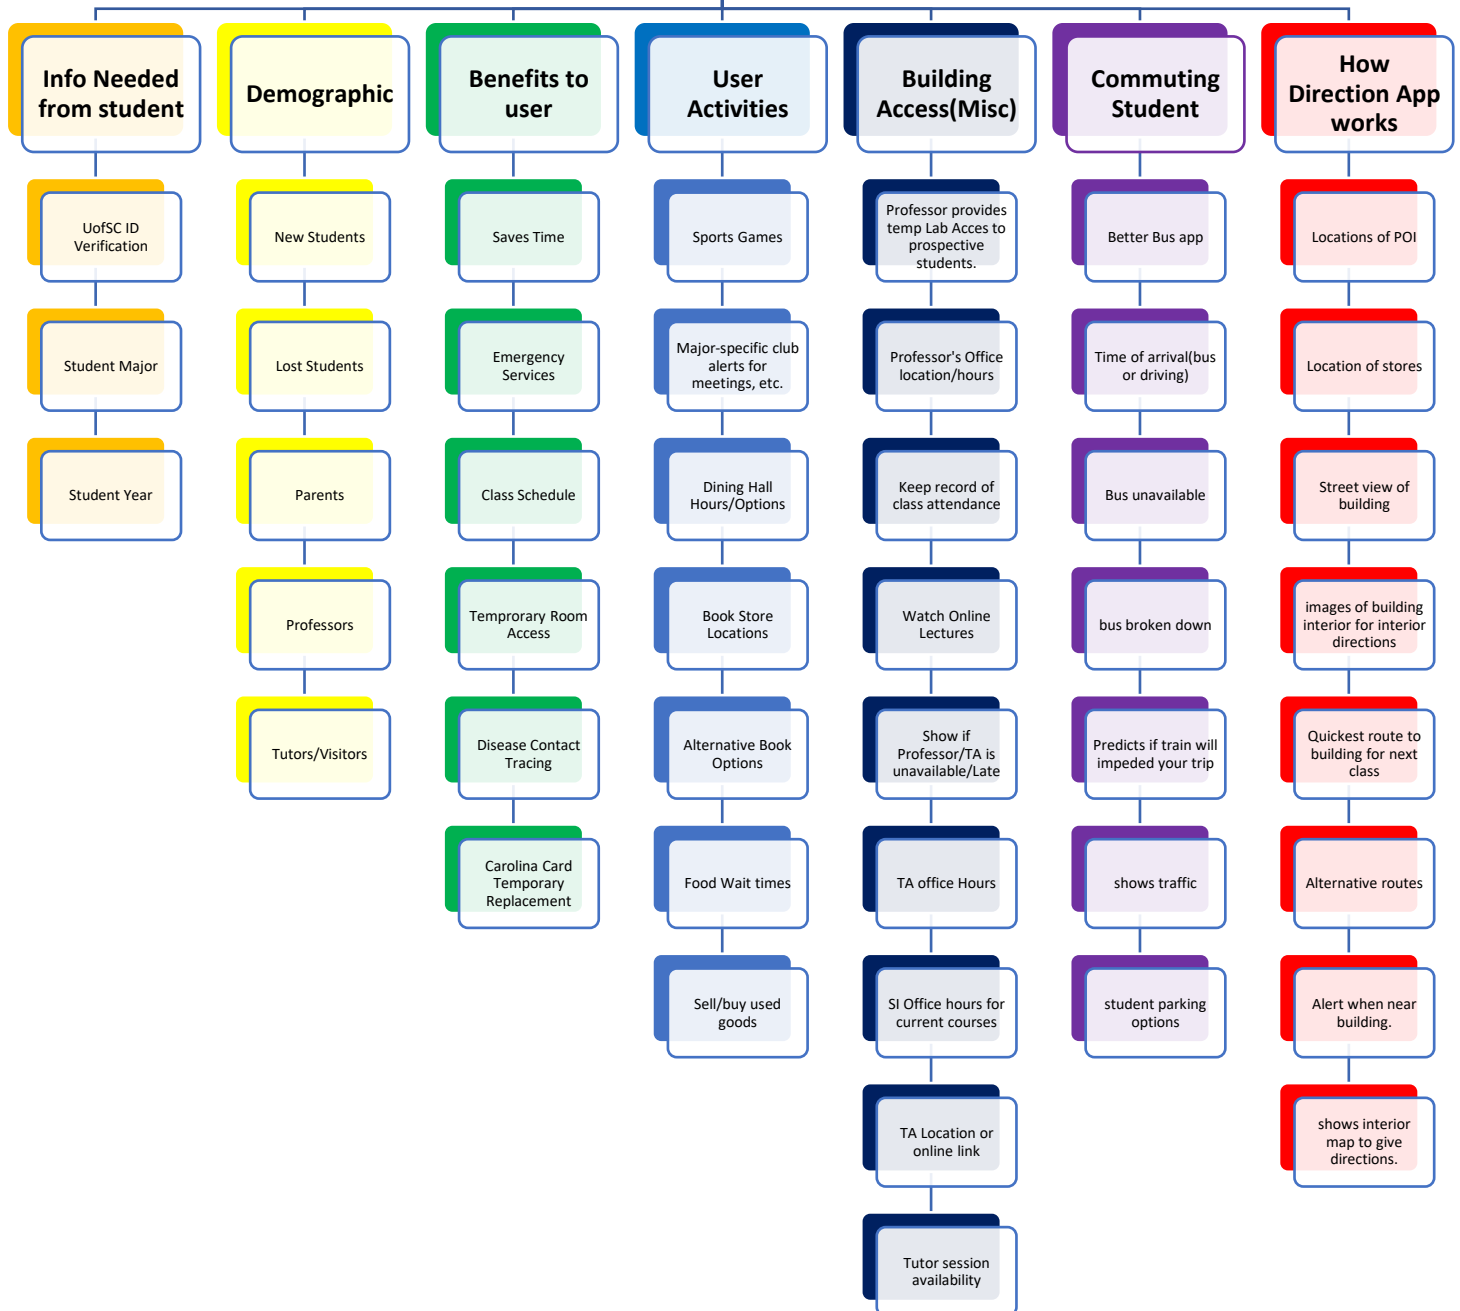 Info Needed
from student
UofSC ID
Verification
Student Major
Student Year
Demographic
New Students
Lost Students
Parents
Professors
Tutors/Visitors
Benefits to
user
Saves Time
Emergency
Services
Class Schedule
Temprorary Room
Access
Disease Contact
Tracing
Carolina Card
Temporary
Replacement
User
Activities
Sports Games
Major-specific club
alerts for
meetings, etc.
Dining Hall
Hours/Options
Book Store
Locations
Alternative Book
Options
Food Wait times
Sell/buy used
goods
Building
Access(Misc)
Professor provides
temp Lab Acces to
prospective
students.
Professor's Office
location/hours
Keep record of
class attendance
Watch Online
Lectures
Show if
Professor/TA is
unavailable/Late
TA office Hours
SI Office hours for
current courses
TA Location or
online link
Tutor session
availability
Commuting
Student
Better Bus app
Time of arrival(bus
or driving)
Bus unavailable
bus broken down
Predicts if train will
impeded your trip
shows traffic
student parking
options
How
Direction App
works
Locations of POI
Location of stores
Street view of
building
images of building
interior for interior
directions
Quickest route to
building for next
class
Alternative routes
Alert when near
building.
shows interior
map to give
directions.